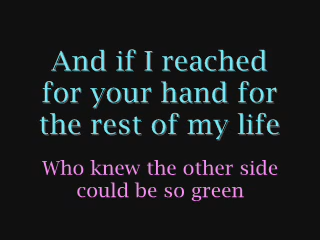 And if I reached
for your hand for
the rest of my life
Who knew the other side
could be so green